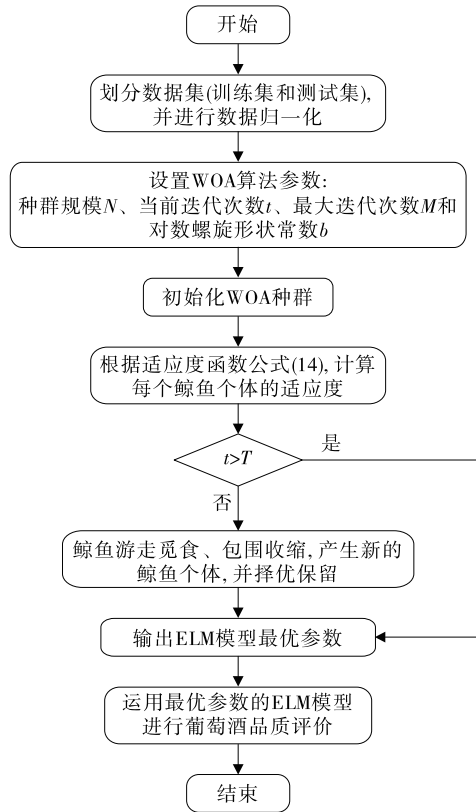 开始
划分数据集(训练集和测试集),
并进行数据归一化
设置WOA算法参数:
种群规模N、当前迭代次数t、最大迭代次数M和
对数螺旋形状常数b
初始化WOA种群
根据适应度函数公式(14), 计算
每个鲸鱼个体的适应度
t>T
是
否
鲸鱼游走觅食、包围收缩, 产生新的
鲸鱼个体, 并择优保留
输出ELM模型最优参数
运用最优参数的ELM模型
进行葡萄酒品质评价
结束